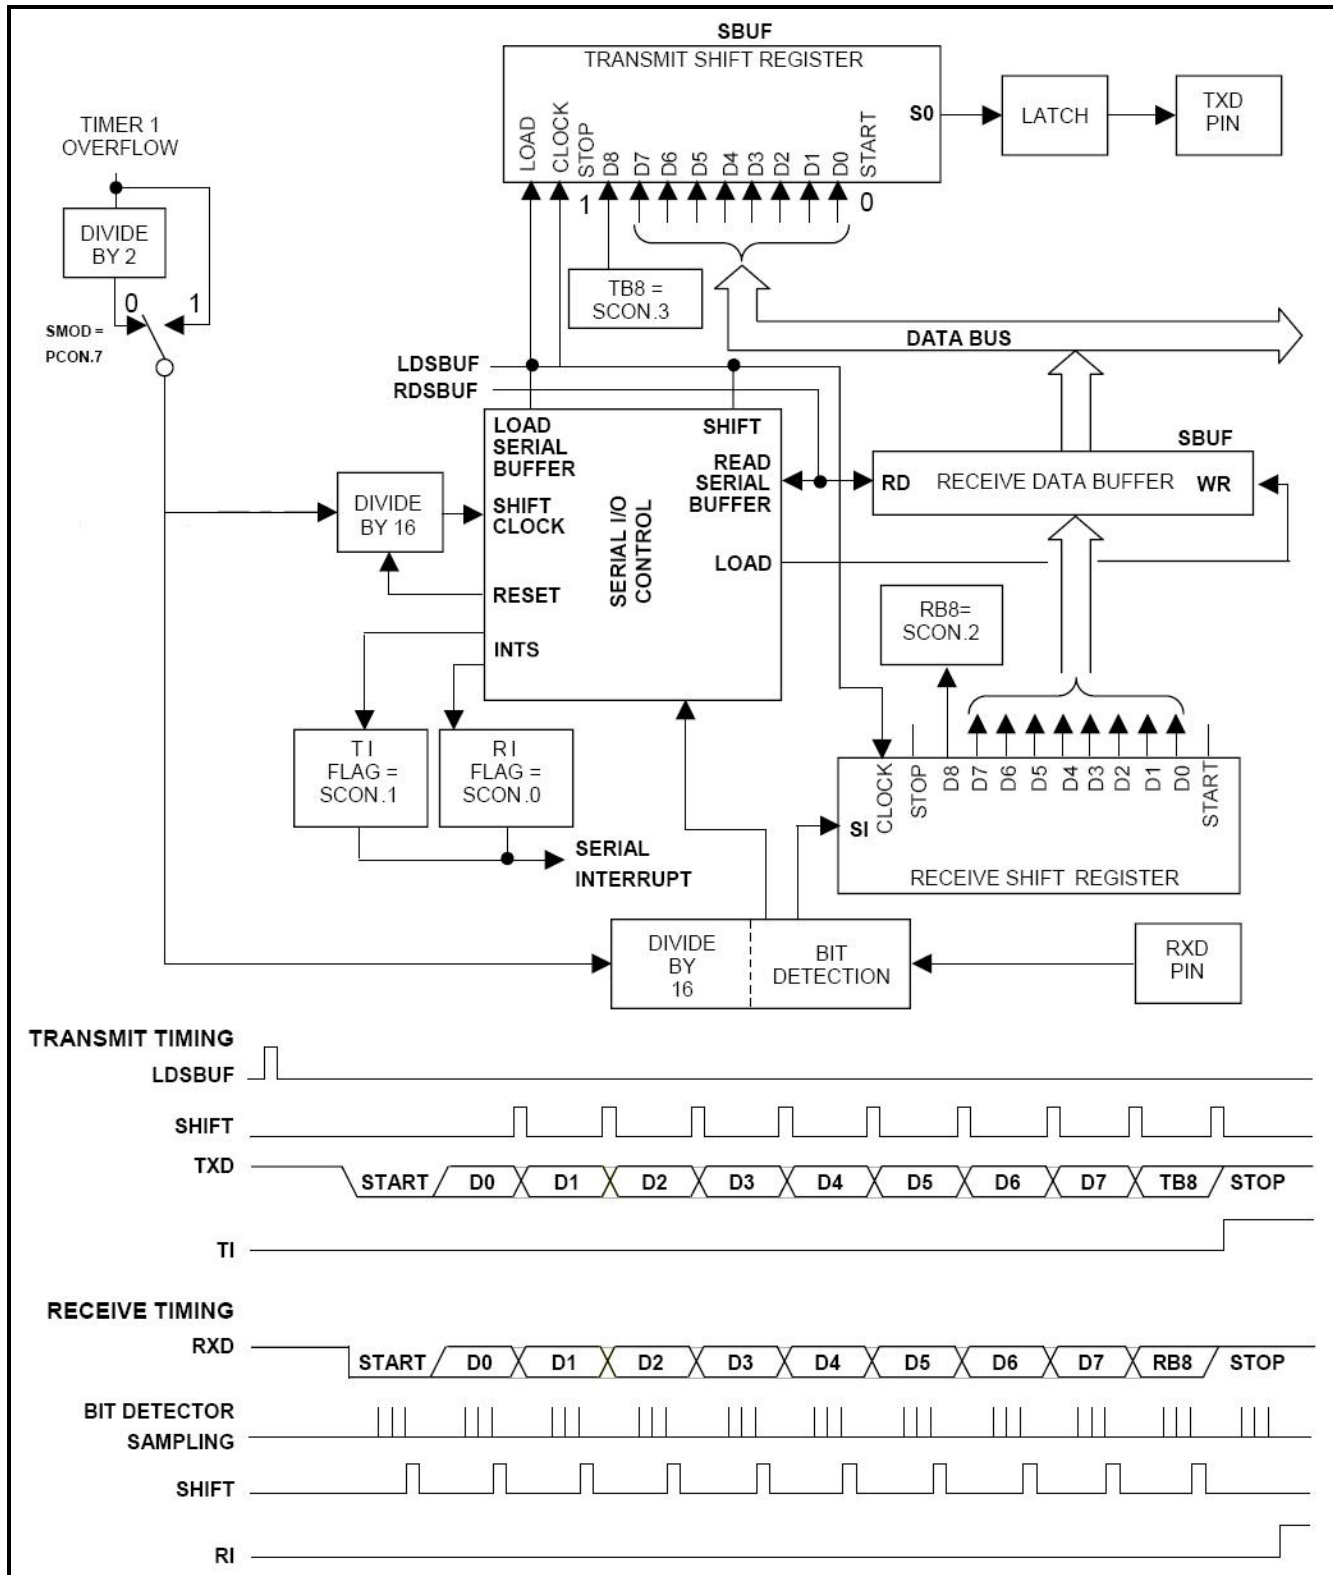 SBUF
TRANSMIT SHIFT REGISTER
LOAD
CLOCK
STOP
D8
D7
D6
D5
D4
D3
D2
D1
D0
START
S0
1
0
LATCH
TXD
PIN
TIMER 1
OVERFLOW
DIVIDE
BY 2
0
1
SMOD =
PCON.7
TB8 =
SCON.3
DATA BUS
LDSBUF
RDSBUF
LOAD
SERIAL
BUFFER
SHIFT
READ
SERIAL
BUFFER
SHIFT
CLOCK
SERIAL I/O
CONTROL
LOAD
RESET
INTS
DIVIDE
BY 16
SBUF
RD
RECEIVE DATA BUFFER
WR
RB8=
SCON.2
T I
FLAG =
SCON.1
R I
FLAG =
SCON.0
SERIAL
INTERRUPT
SI
CLOCK
STOP
D8
D7
D6
D5
D4
D3
D2
D1
D0
START
RECEIVE SHIFT REGISTER
DIVIDE
BY
16
BIT
DETECTION
RXD
PIN
TRANSMIT TIMING
LDSBUF
SHIFT
TXD
START D0 D1 D2 D3 D4 D5 D6 D7 TB8 STOP
TI
RECEIVE TIMING
RXD
START D0 D1 D2 D3 D4 D5 D6 D7 RB8 STOP
BIT DETECTOR
SAMPLING
SHIFT
RI